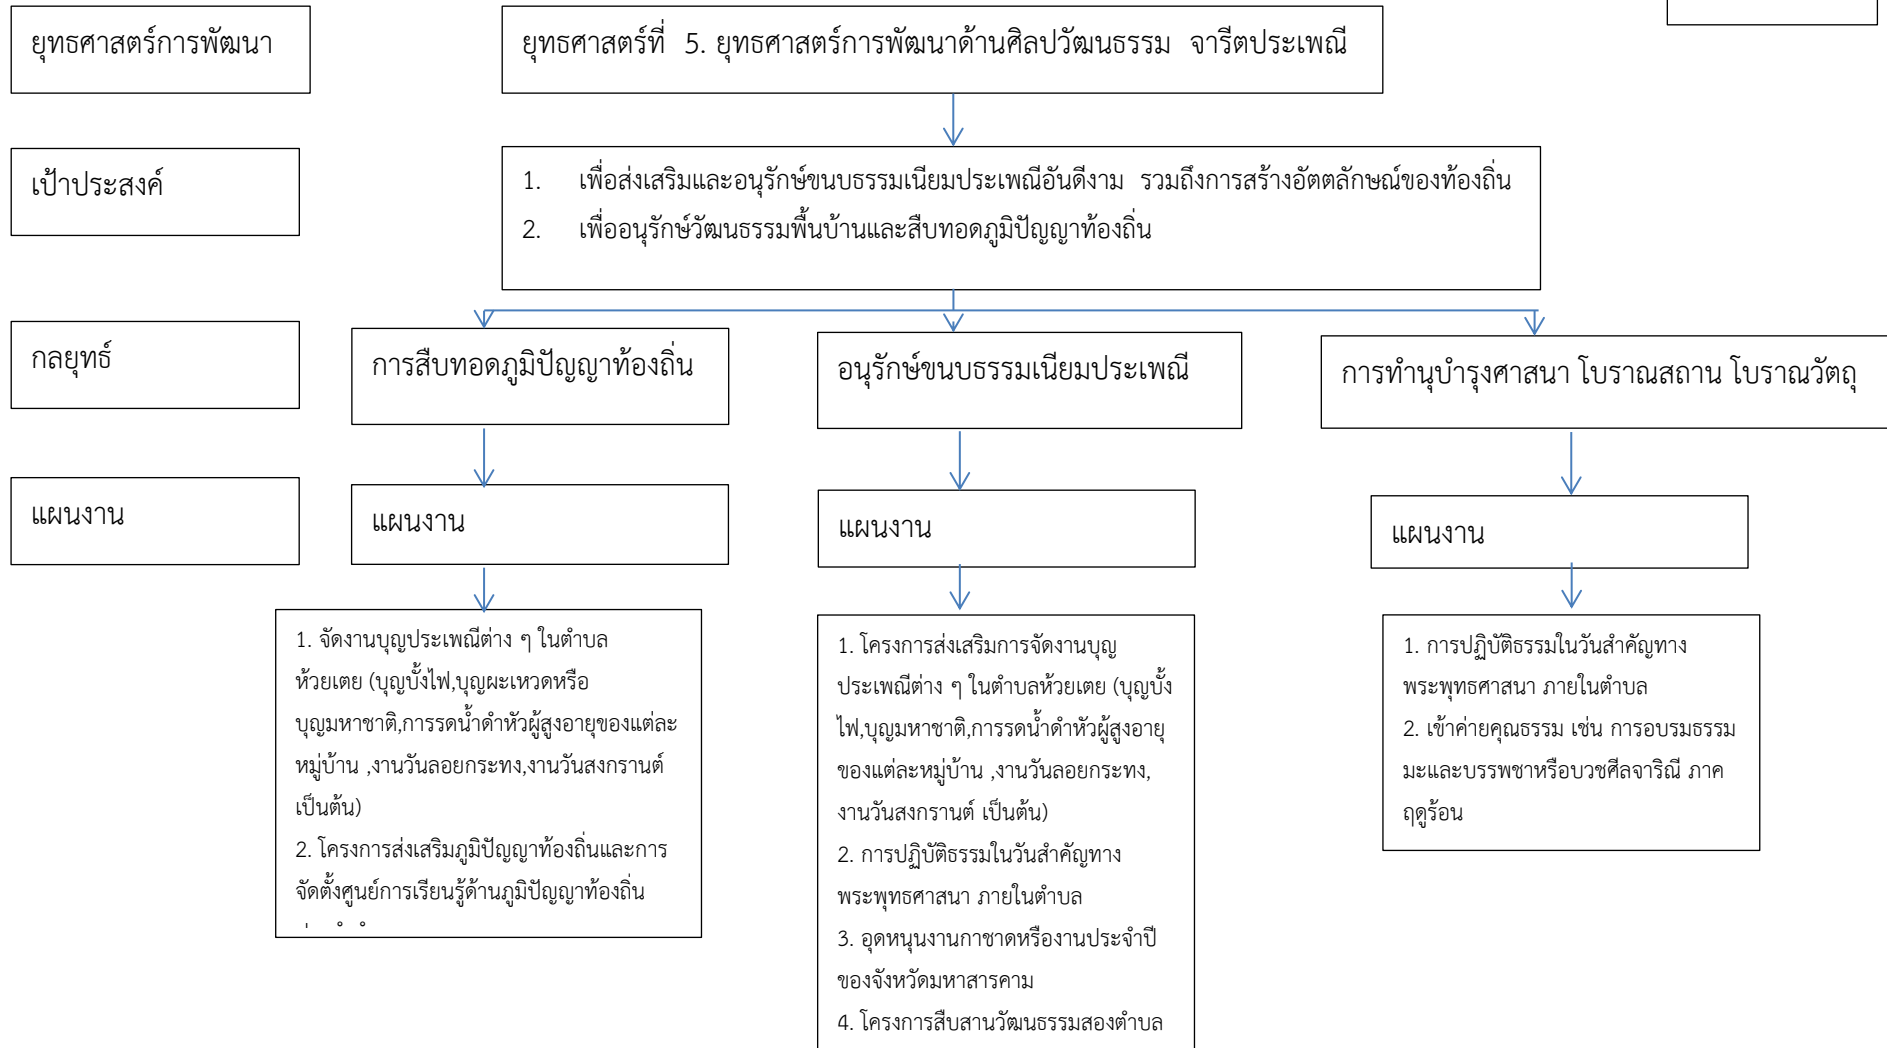 ยุทธศาสตร์การพัฒนา
ยุทธศาสตร์ที่ 5. ยุทธศาสตร์การพัฒนาด้านศิลปวัฒนธรรม จารีตประเพณี
เป้าประสงค์
1. เพื่อส่งเสริมและอนุรักษ์ขนบธรรมเนียมประเพณีอันดีงาม รวมถึงการสร้างอัตตลักษณ์ของท้องถิ่น
2. เพื่ออนุรักษ์วัฒนธรรมพื้นบ้านและสืบทอดภูมิปัญญาท้องถิ่น
กลยุทธ์
การสืบทอดภูมิปัญญาท้องถิ่น
อนุรักษ์ขนบธรรมเนียมประเพณี
การทำนุบำรุงศาสนา โบราณสถาน โบราณวัตถุ
แผนงาน
แผนงาน
แผนงาน
แผนงาน
1. จัดงานบุญประเพณีต่าง ๆ ในตำบล
ห้วยเตย (บุญบั้งไฟ,บุญผะเหวดหรือ
บุญมหาชาติ,การรดน้ำดำหัวผู้สูงอายุของแต่ละ
หมู่บ้าน ,งานวันลอยกระทง,งานวันสงกรานต์
เป็นต้น)
2. โครงการส่งเสริมภูมิปัญญาท้องถิ่นและการ
จัดตั้งศูนย์การเรียนรู้ด้านภูมิปัญญาท้องถิ่น
1. โครงการส่งเสริมการจัดงานบุญ
ประเพณีต่าง ๆ ในตำบลห้วยเตย (บุญบั้ง
ไฟ,บุญมหาชาติ,การรดน้ำดำหัวผู้สูงอายุ
ของแต่ละหมู่บ้าน ,งานวันลอยกระทง,
งานวันสงกรานต์ เป็นต้น)
2. การปฏิบัติธรรมในวันสำคัญทาง
พระพุทธศาสนา ภายในตำบล
3. อุดหนุนงานกาชาดหรืองานประจำปี
ของจังหวัดมหาสารคาม
4. โครงการสืบสานวัฒนธรรมสองตำบล
1. การปฏิบัติธรรมในวันสำคัญทาง
พระพุทธศาสนา ภายในตำบล
2. เข้าค่ายคุณธรรม เช่น การอบรมธรรม
มะและบรรพชาหรือบวชศีลจาริณี ภาค
ฤดูร้อน